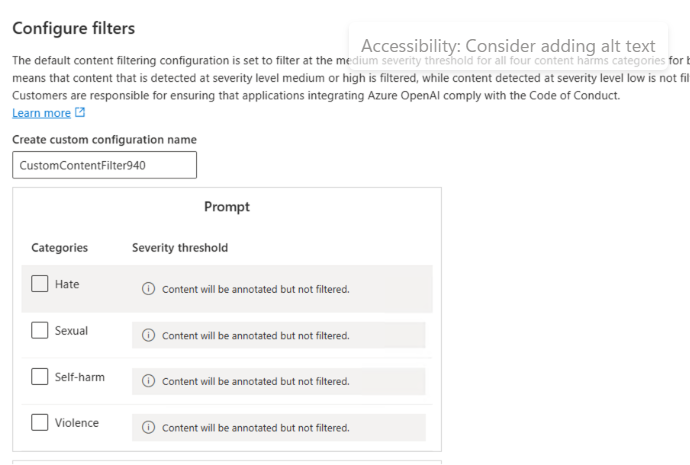 Configure filters
Accessibility: Consider adding alt text
The default content filtering configuration is set to filter at the medium severity threshold for all four content harms categories for
means that content that is detected at severity level medium or high is filtered, while content detected at severity level low is not
Customers are responsible for ensuring that applications integrating Azure OpenAI comply with the Code of Conduct.
Learn more
Create custom configuration name
CustomContentFilter940
Prompt
Categories Severity threshold
Hate Content will be annotated but not filtered.
Sexual Content will be annotated but not filtered.
Self-harm Content will be annotated but not filtered.
Violence Content will be annotated but not filtered.